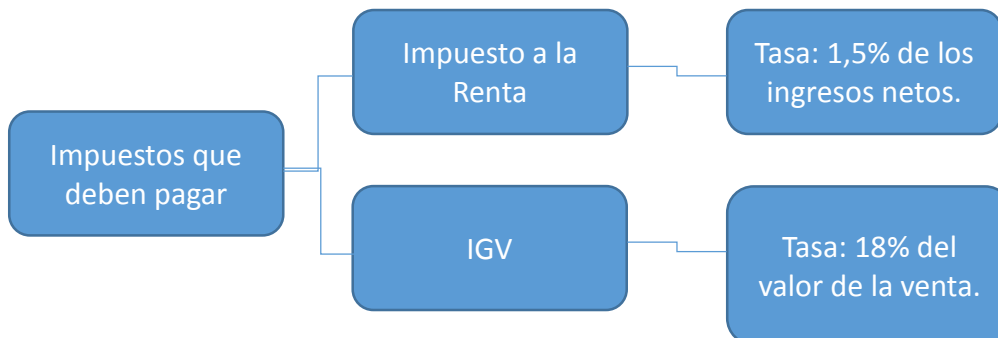 Impuestos que
deben pagar
Impuesto a la
Renta
Tasa: 1,5% de los
ingresos netos.
IGV
Tasa: 18% del
valor de la venta.